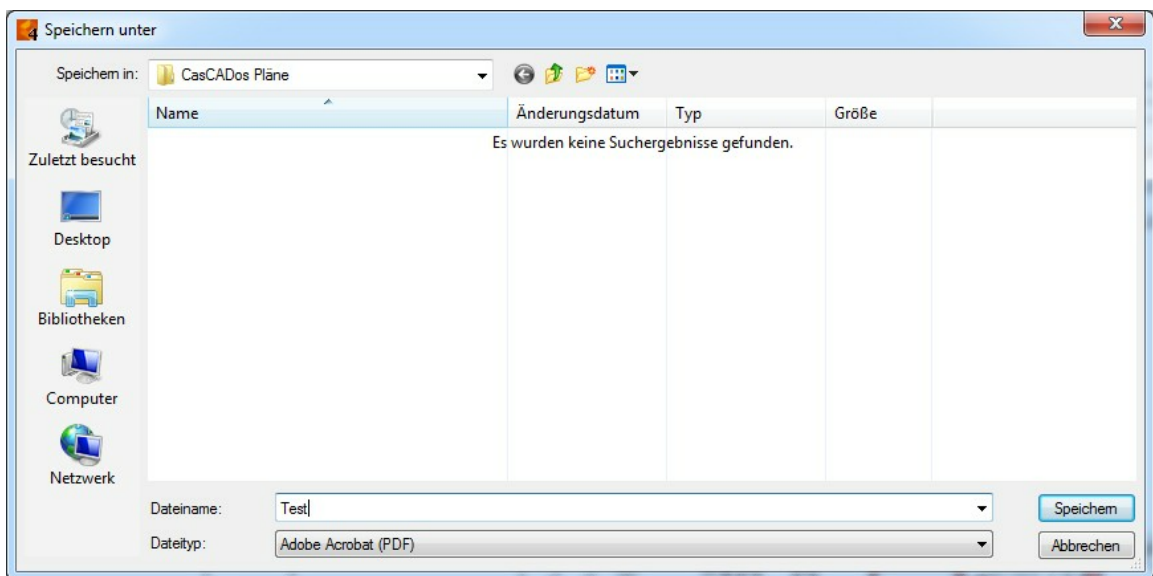 Speichern unter
Speichern in: CasCADos Pläne
Name Änderungsdatum Typ Größe
Es wurden keine Suchergebnisse gefunden.
Zuletzt besucht
Desktop
Bibliotheken
Computer
Netzwerk
Dateiname: Test Speichern
Dateityp: Adobe Acrobat (PDF) Abbrechen